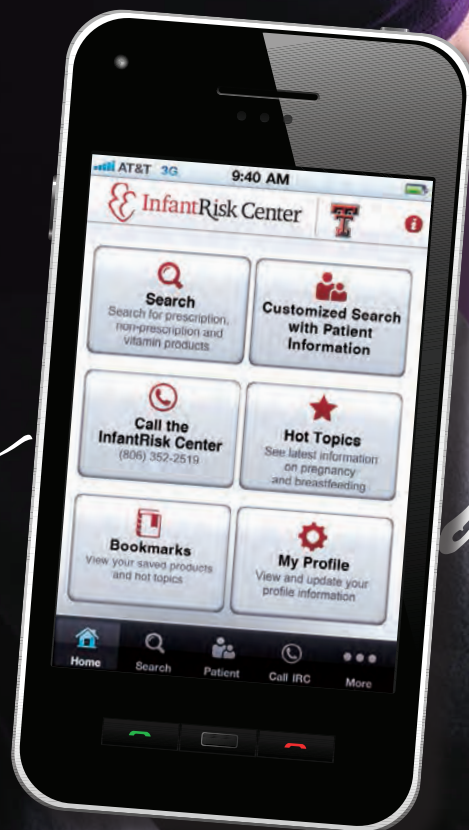 AT&T 3G 9:40 AM
InfantRisk Center
Search
Search for prescription,
non-prescription and
vitamin products
Customized Search
with Patient
Information
Call the
InfantRisk Center
(806) 352-2519
Hot Topics
See latest information
on pregnancy
and breastfeeding
Bookmarks
View your saved products
and hot topics
My Profile
View and update your
profile information
Home Search Patient Call IRC More